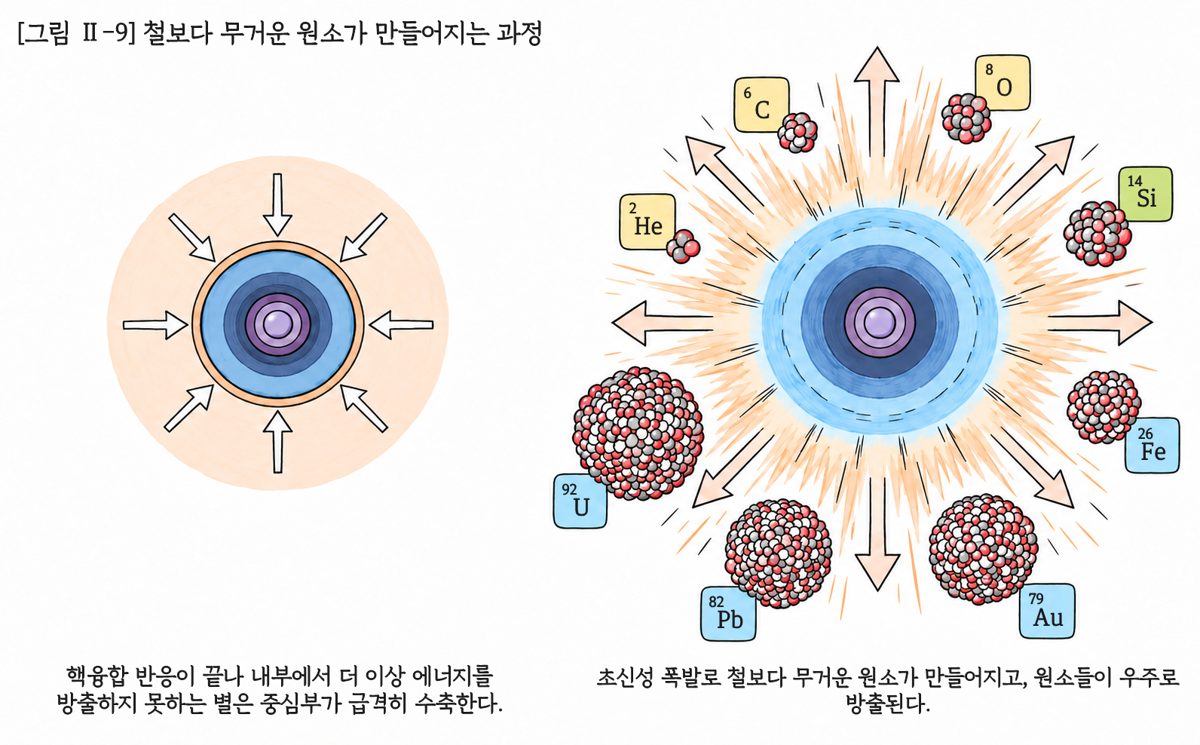 [그림 Ⅱ-9] 철보다 무거운 원소가 만들어지는 과정
6
C
8
O
2
He
14
Si
26
Fe
92
U
82
Pb
79
Au
핵융합 반응이 끝나 내부에서 더 이상 에너지를
방출하지 못하는 별은 중심부가 급격히 수축한다.
초신성 폭발로 철보다 무거운 원소가 만들어지고, 원소들이 우주로
방출된다.